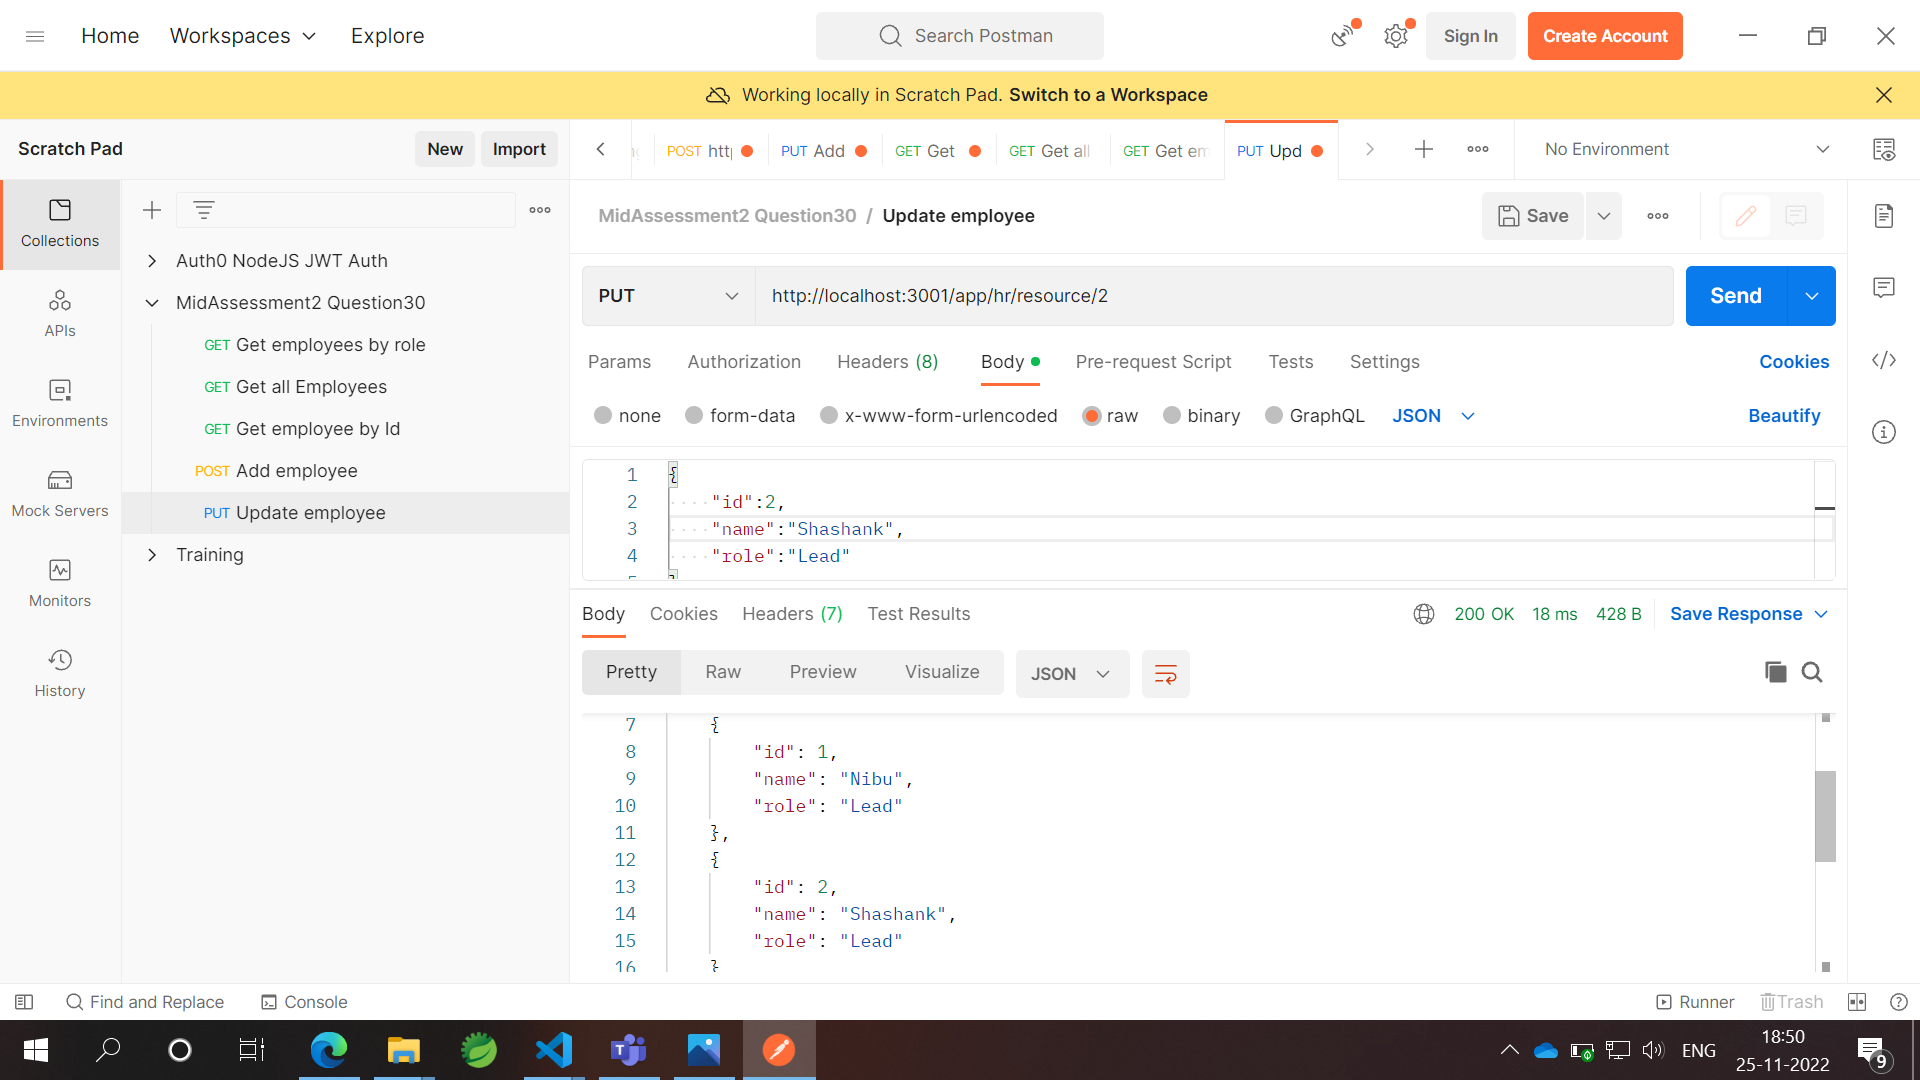 Home Workspaces Explore Search Postman Sign In Create Account
Working locally in Scratch Pad. Switch to a Workspace
Scratch Pad New Import
POST htt PUT Add GET Get GET Get all GET Get em PUT Upd No Environment
Collections
APIs
Environments
Mock Servers
Monitors
History
Auth0 NodeJS JWT Auth
MidAssessment2 Question30
GET Get employees by role
GET Get all Employees
GET Get employee by Id
POST Add employee
PUT Update employee
Training
MidAssessment2 Question30 / Update employee Save
PUT http://localhost:3001/app/hr/resource/2 Send
Params Authorization Headers (8) Body Pre-request Script Tests Settings Cookies
none form-data x-www-form-urlencoded raw binary GraphQL JSON Beautify
1 {
2 "id":2,
3 "name":"Shashank",
4 "role":"Lead"
5 }
Body Cookies Headers (7) Test Results 200 OK 18 ms 428 B Save Response
Pretty Raw Preview Visualize JSON
7 {
8 "id": 1,
9 "name": "Nibu",
10 "role": "Lead"
11 },
12 {
13 "id": 2,
14 "name": "Shashank",
15 "role": "Lead"
16 }
Find and Replace Console Runner Trash
ENG 18:50 9
25-11-2022